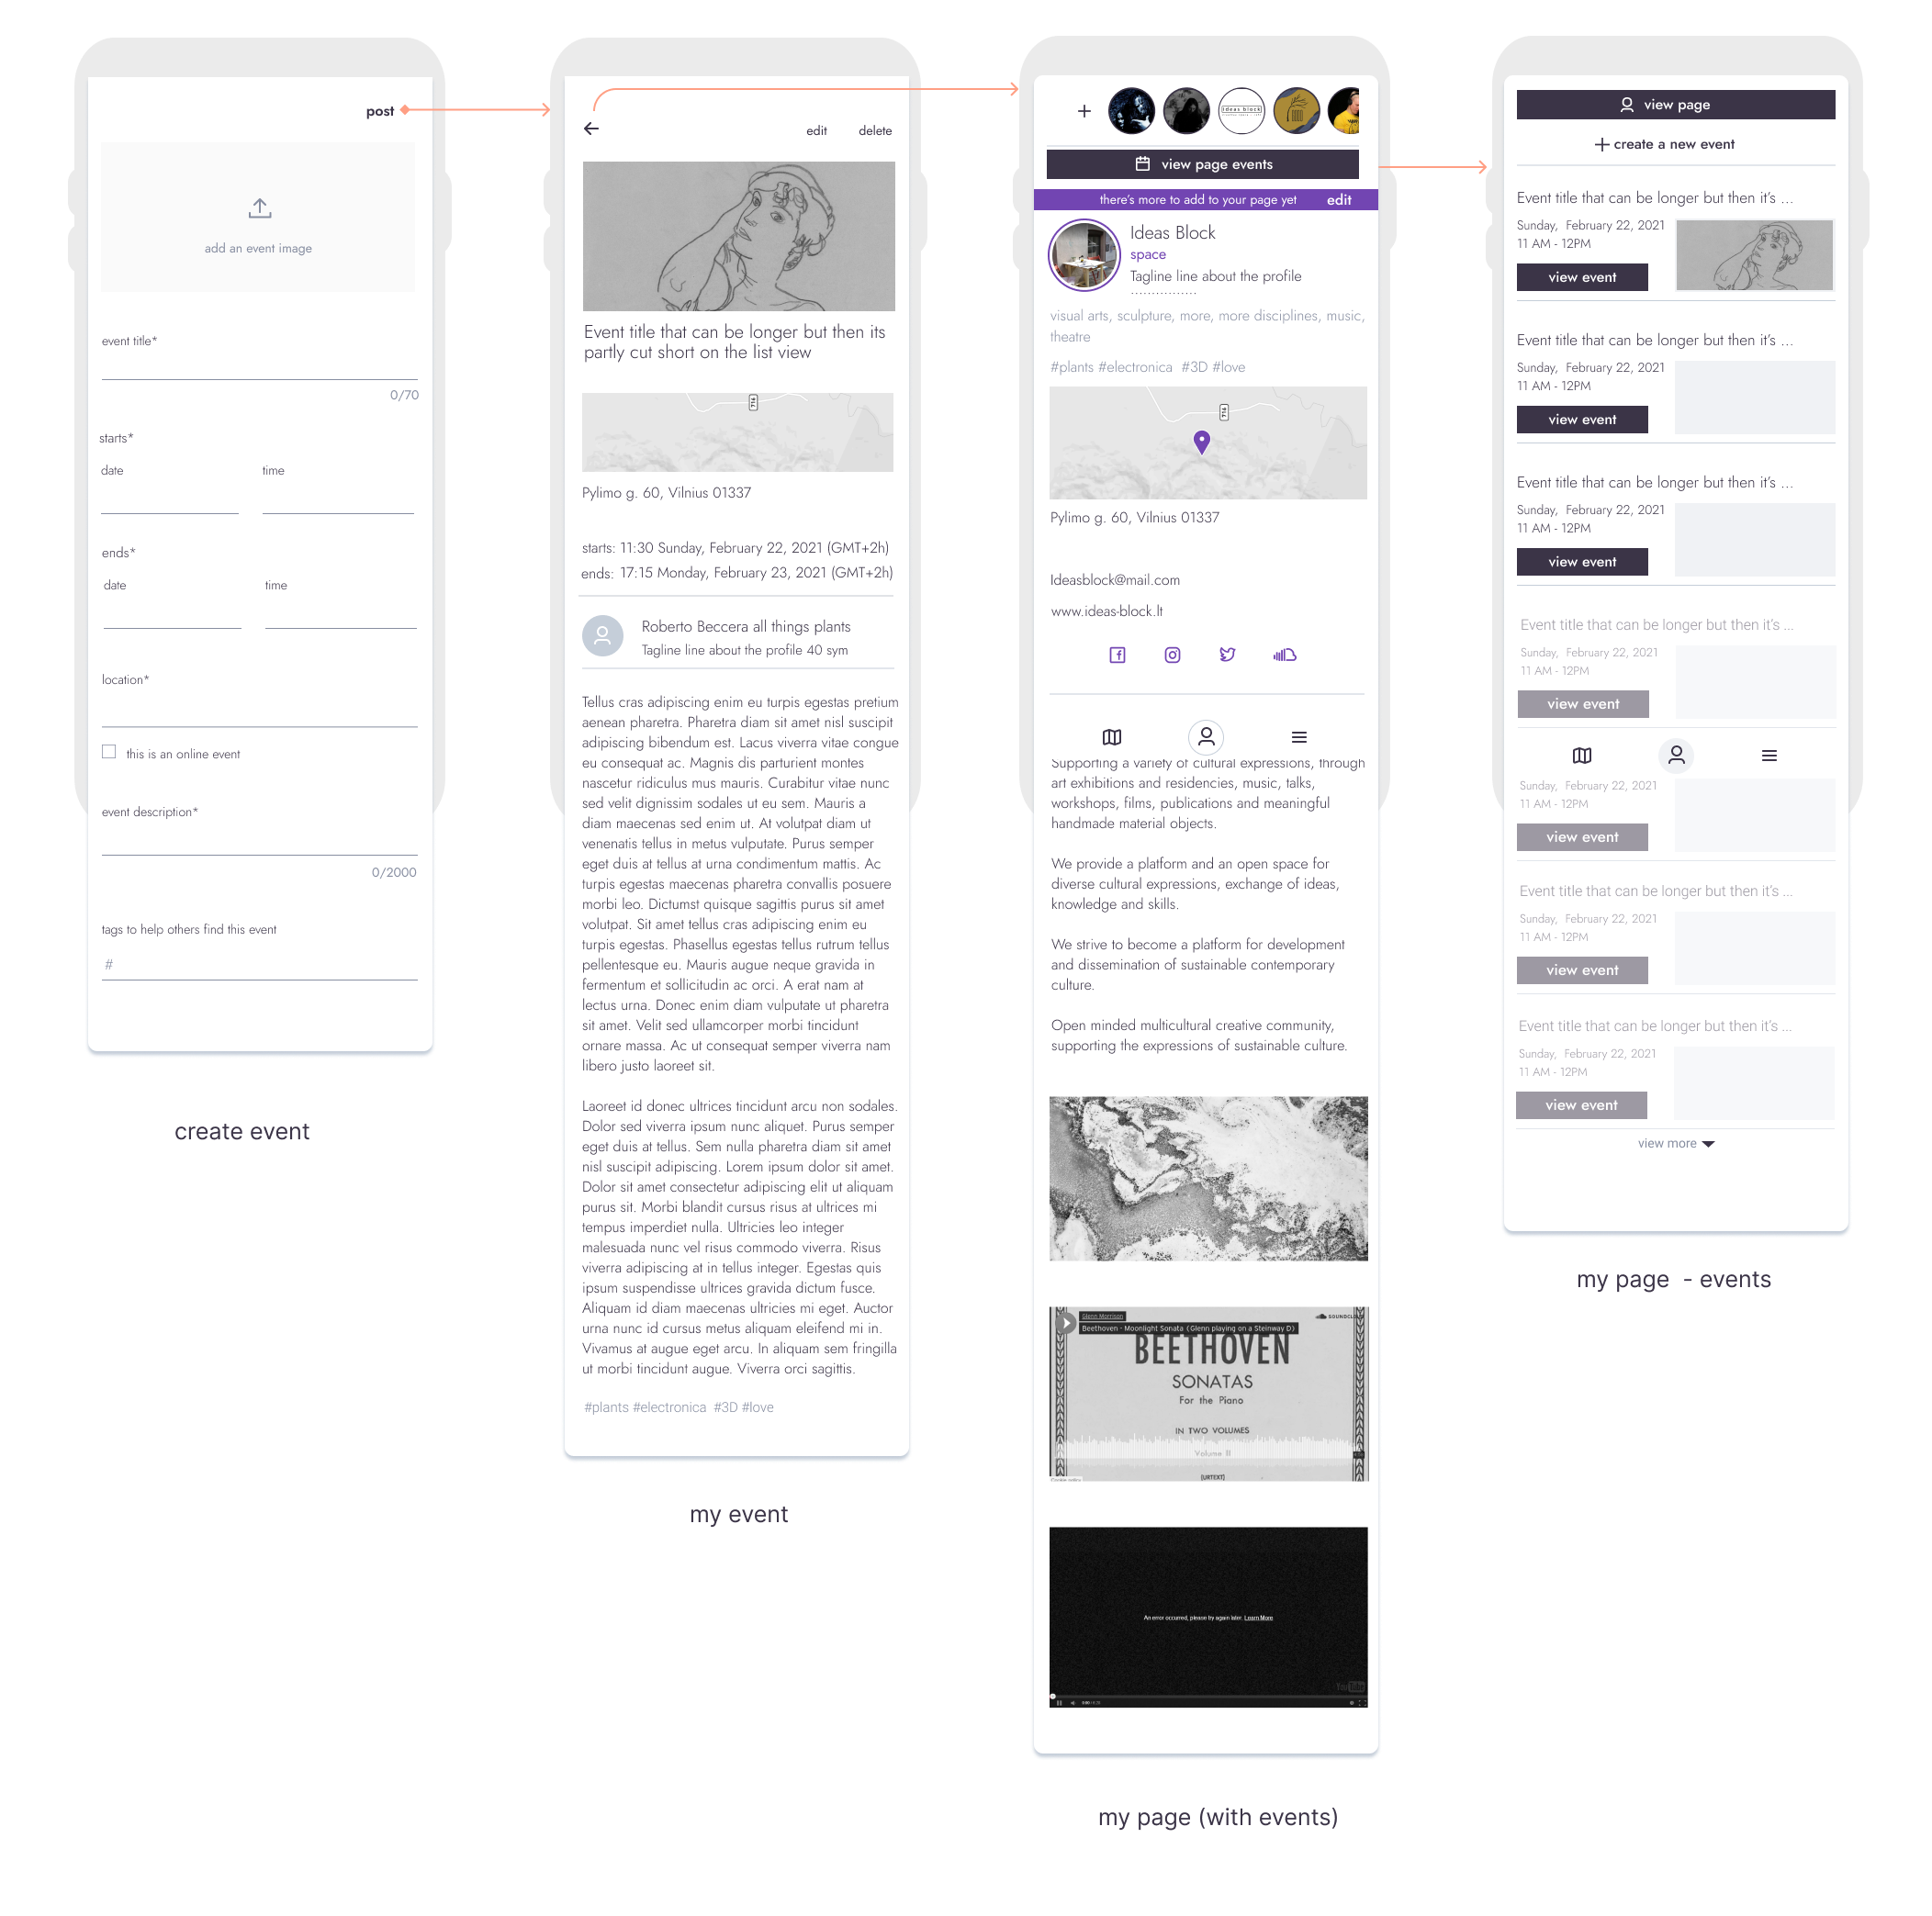 post
add an event image
event title*
0/70
starts*
date time
ends*
date time
location*
this is an online event
event description*
0/2000
tags to help others find this event
#
create event
edit delete
Event title that can be longer but then its
partly cut short on the list view
716
Pylimo g. 60, Vilnius 01337
starts: 11:30 Sunday, February 22, 2021 (GMT+2h)
ends: 17:15 Monday, February 23, 2021 (GMT+2h)
Roberto Beccera all things plants
Tagline line about the profile 40 sym
Tellus cras adipiscing enim eu turpis egestas pretium
aenean pharetra. Pharetra diam sit amet nisl suscipit
adipiscing bibendum est. Lacus viverra vitae congue
eu consequat ac. Magnis dis parturient montes
nascetur ridiculus mus mauris. Curabitur vitae nunc
sed velit dignissim sodales ut eu sem. Mauris a
diam maecenas sed enim ut. At volutpat diam ut
venenatis tellus in metus vulputate. Purus semper
eget duis at tellus at urna condimentum mattis. Ac
turpis egestas maecenas pharetra convallis posuere
morbi leo. Dictumst quisque sagittis purus sit amet
volutpat. Sit amet tellus cras adipiscing enim eu
turpis egestas. Phasellus egestas tellus rutrum tellus
pellentesque eu. Mauris augue neque gravida in
fermentum et sollicitudin ac orci. A erat nam at
lectus urna. Donec enim diam vulputate ut pharetra
sit amet. Velit sed ullamcorper morbi tincidunt
ornare massa. Ac ut consequat semper viverra nam
libero justo laoreet sit.
Laoreet id donec ultrices tincidunt arcu non sodales.
Dolor sed viverra ipsum nunc aliquet. Purus semper
eget duis at tellus. Sem nulla pharetra diam sit amet
nisl suscipit adipiscing. Lorem ipsum dolor sit amet.
Dolor sit amet consectetur adipiscing elit ut aliquam
purus sit. Morbi blandit cursus risus at ultrices mi
tempus imperdiet nulla. Ultricies leo integer
malesuada nunc vel risus commodo viverra. Risus
viverra adipiscing at in tellus integer. Egestas quis
ipsum suspendisse ultrices gravida dictum fusce.
Aliquam id diam maecenas ultricies mi eget. Auctor
urna nunc id cursus metus aliquam eleifend mi in.
Vivamus at augue eget arcu. In aliquam sem fringilla
ut morbi tincidunt augue. Viverra orci sagittis.
#plants #electronica #3D #love
my event
ideas block
view page events
there's more to add to your page yet edit
Ideas Block
space
Tagline line about the profile
visual arts, sculpture, more, more disciplines, music,
theatre
#plants #electronica #3D #love
716
Pylimo g. 60, Vilnius 01337
Ideasblock@mail.com
www.ideas-block.lt
Supporting a variety of cultural expressions, through
art exhibitions and residencies, music, talks,
workshops, films, publications and meaningful
handmade material objects.
We provide a platform and an open space for
diverse cultural expressions, exchange of ideas,
knowledge and skills.
We strive to become a platform for development
and dissemination of sustainable contemporary
culture.
Open minded multicultural creative community,
supporting the expressions of sustainable culture.
Glenn Morrison
Beethoven - Moonlight Sonata (Glenn playing on a Steinway D)
SOUNDCLOUD
BEETHOVEN
SONATAS
For the Piano
IN TWO VOLUMES
Volume II
(URTEXT)
Cookie policy
An error occurred, please try again later. Learn More
YouTube
my page (with events)
view page
create a new event
Event title that can be longer but then it's ...
Sunday, February 22, 2021
11 AM - 12PM
view event
Event title that can be longer but then it's ...
Sunday, February 22, 2021
11 AM - 12PM
view event
Event title that can be longer but then it's ...
Sunday, February 22, 2021
11 AM - 12PM
view event
Event title that can be longer but then it's ...
Sunday, February 22, 2021
11 AM - 12PM
view event
Sunday, February 22, 2021
11 AM - 12PM
view event
Event title that can be longer but then it's ...
Sunday, February 22, 2021
11 AM - 12PM
view event
Event title that can be longer but then it's ...
Sunday, February 22, 2021
11 AM - 12PM
view event
view more
my page - events